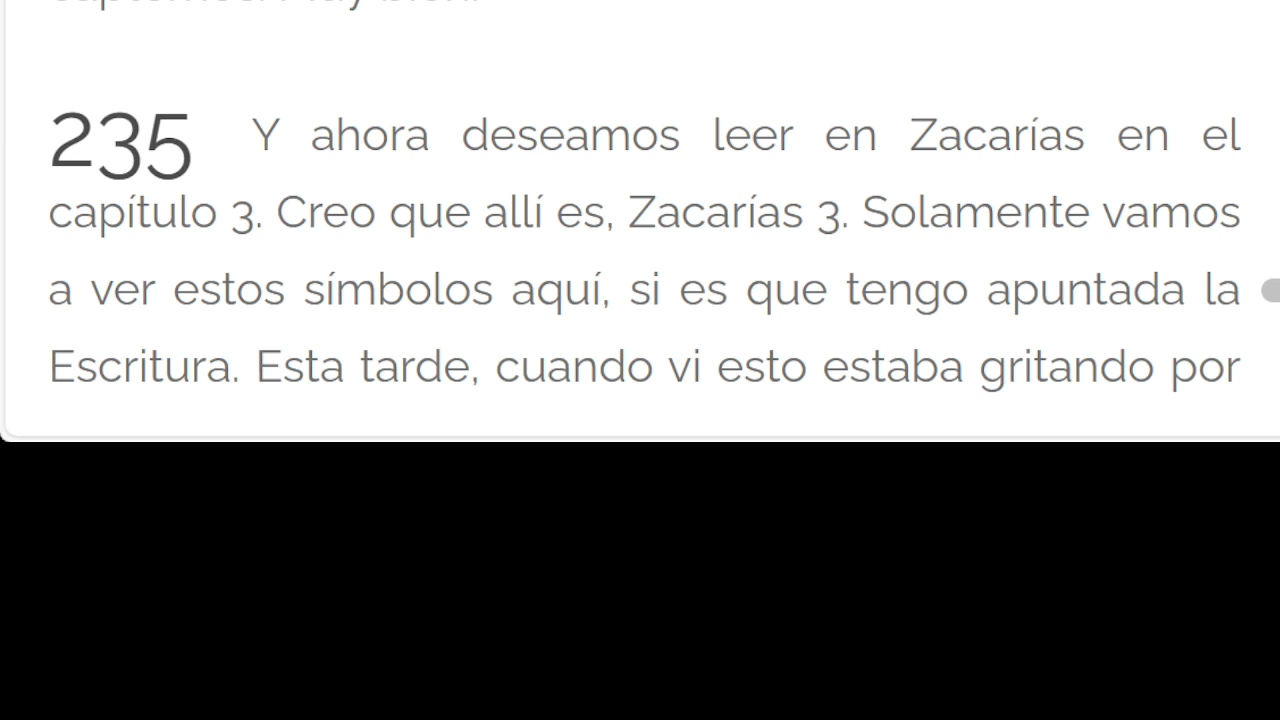 235 Y ahora deseamos leer en Zacarías en el
capítulo 3. Creo que allí es, Zacarías 3. Solamente vamos
a ver estos símbolos aquí, si es que tengo apuntada la
Escritura. Esta tarde, cuando vi esto estaba gritando por